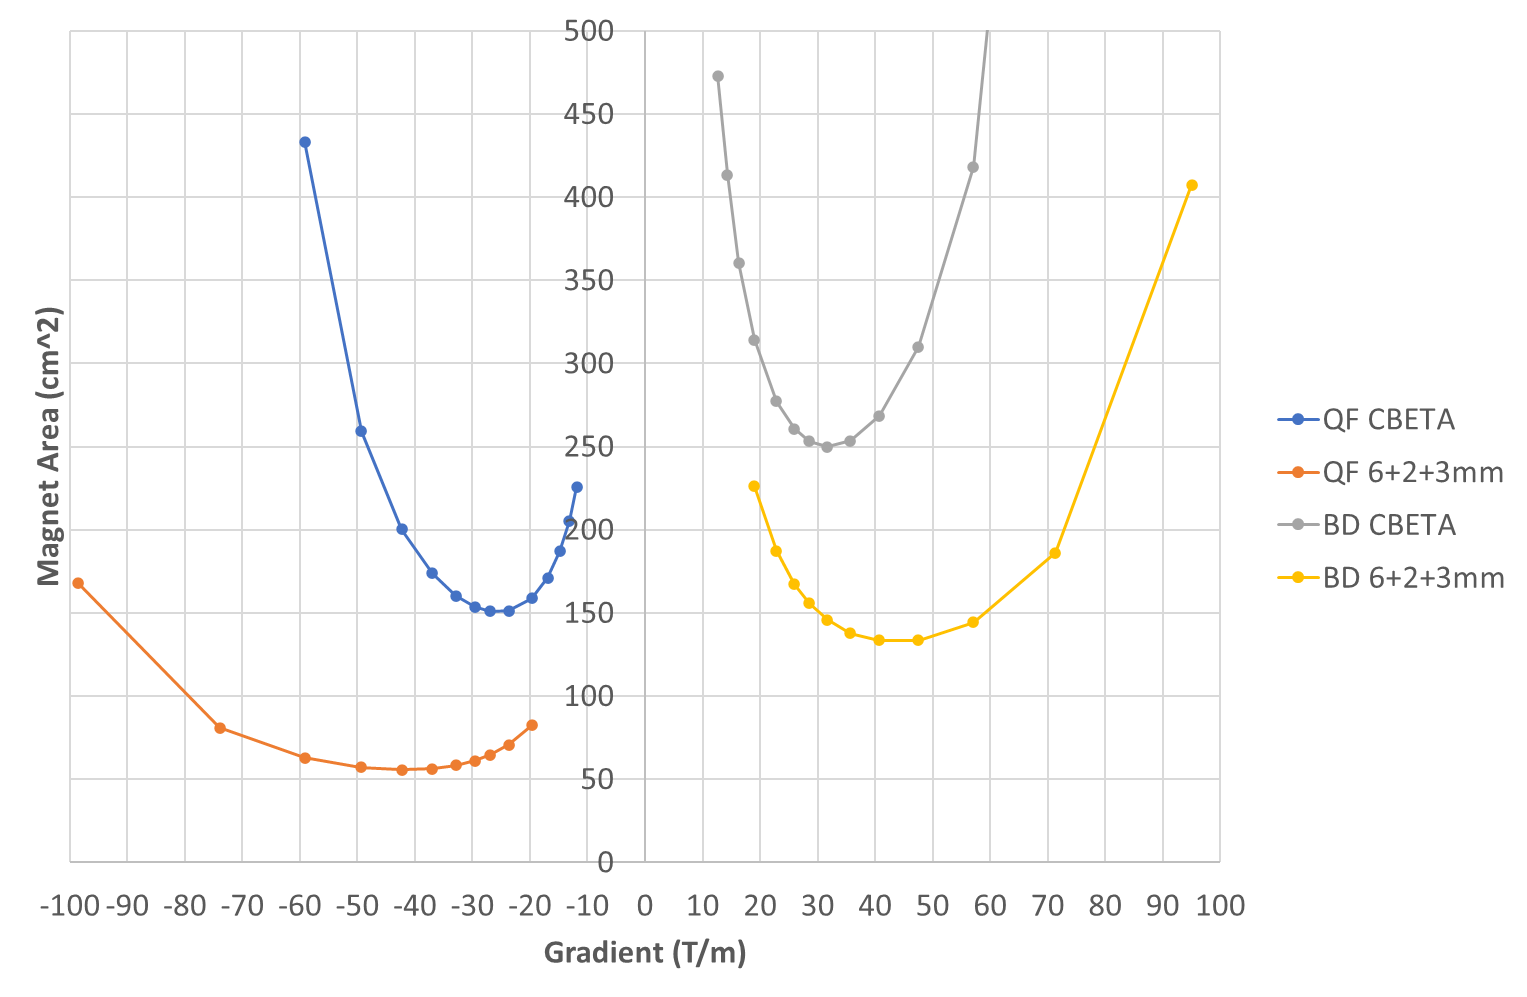 500
450
400
350
300
250
200
150
100
50
0
Magnet Area (cm^2)
-100 -90 -80 -70 -60 -50 -40 -30 -20 -10 0 10 20 30 40 50 60 70 80 90 100
Gradient (T/m)
QF CBETA
QF 6+2+3mm
BD CBETA
BD 6+2+3mm